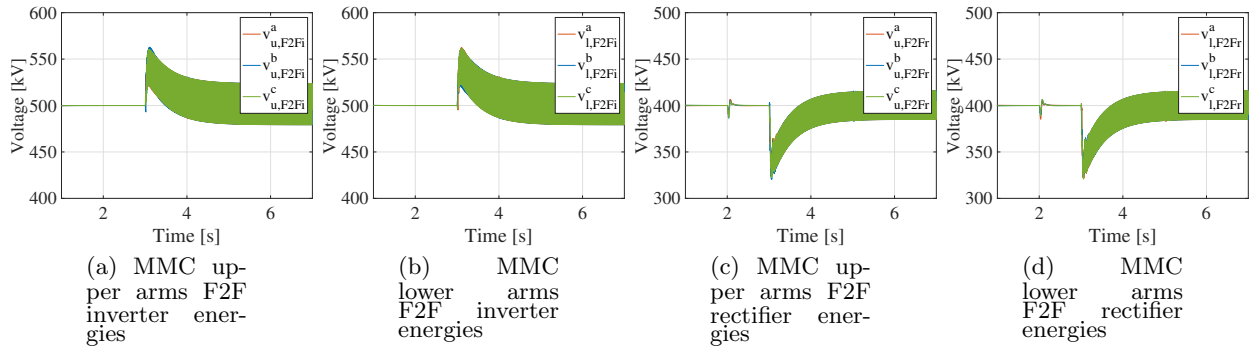 600
550
500
450
400
Voltage [kV]
2
4
6
Time [s]
v^a_{u,F2Fi}
v^b_{u,F2Fi}
v^c_{u,F2Fi}
(a) MMC up-
per arms F2F
inverter ener-
gies
600
550
500
450
400
Voltage [kV]
2
4
6
Time [s]
v^a_{l,F2Fi}
v^b_{l,F2Fi}
v^c_{l,F2Fi}
(b) MMC
lower arms
F2F inverter
energies
500
450
400
350
300
Voltage [kV]
2
4
6
Time [s]
v^a_{u,F2Fr}
v^b_{u,F2Fr}
v^c_{u,F2Fr}
(c) MMC up-
per arms F2F
rectifier ener-
gies
500
450
400
350
300
Voltage [kV]
2
4
6
Time [s]
v^a_{l,F2Fr}
v^b_{l,F2Fr}
v^c_{l,F2Fr}
(d) MMC
lower arms
F2F rectifier
energies